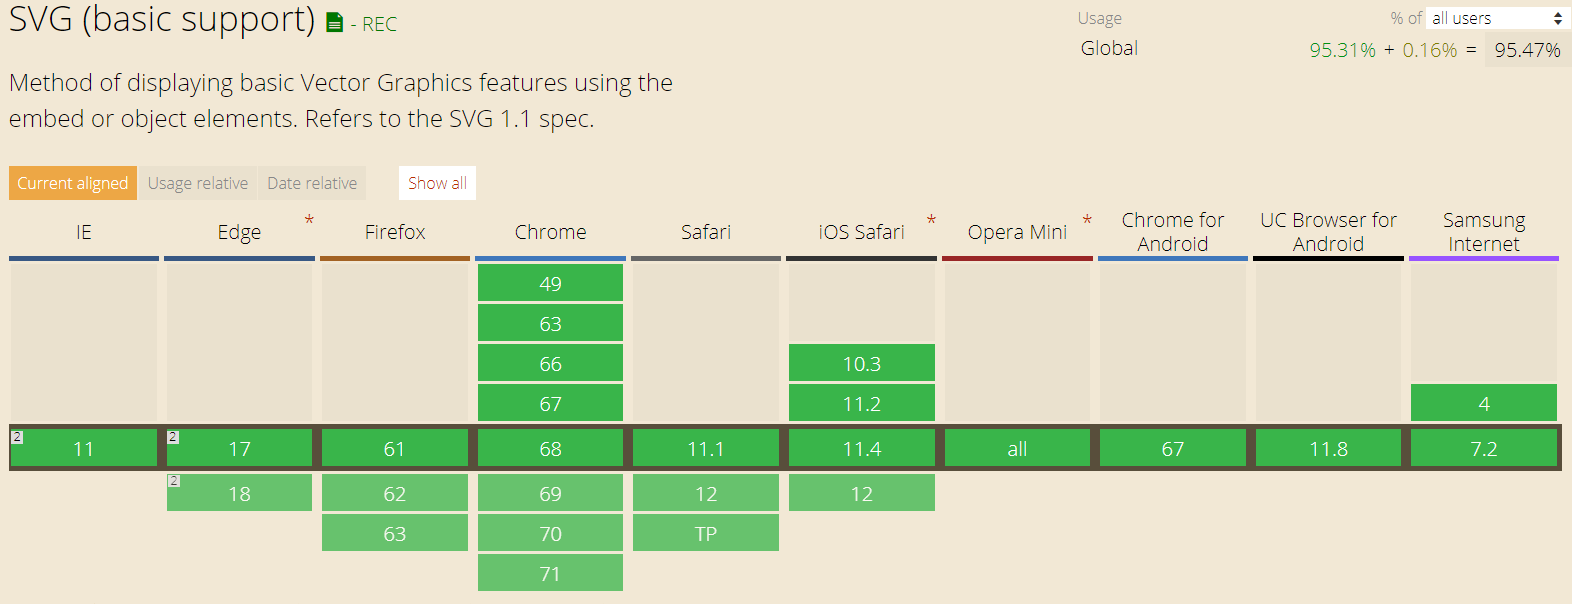 SVG (basic support) - REC
Usage % of all users
Global 95.31% + 0.16% = 95.47%
Method of displaying basic Vector Graphics features using the
embed or object elements. Refers to the SVG 1.1 spec.
Current aligned Usage relative Date relative Show all
IE Edge * Firefox Chrome Safari iOS Safari * Opera Mini * Chrome for Android UC Browser for Android Samsung Internet
49
63
66 10.3
67 11.2 4
2 11 2 17 61 68 11.1 11.4 all 67 11.8 7.2
2 18 62 69 12 12
63 70 TP
71